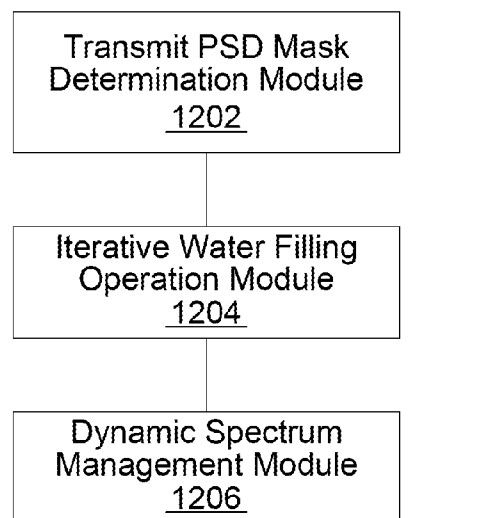 Transmit PSD Mask
Determination Module
1202
Iterative Water Filling
Operation Module
1204
Dynamic Spectrum
Management Module
1206